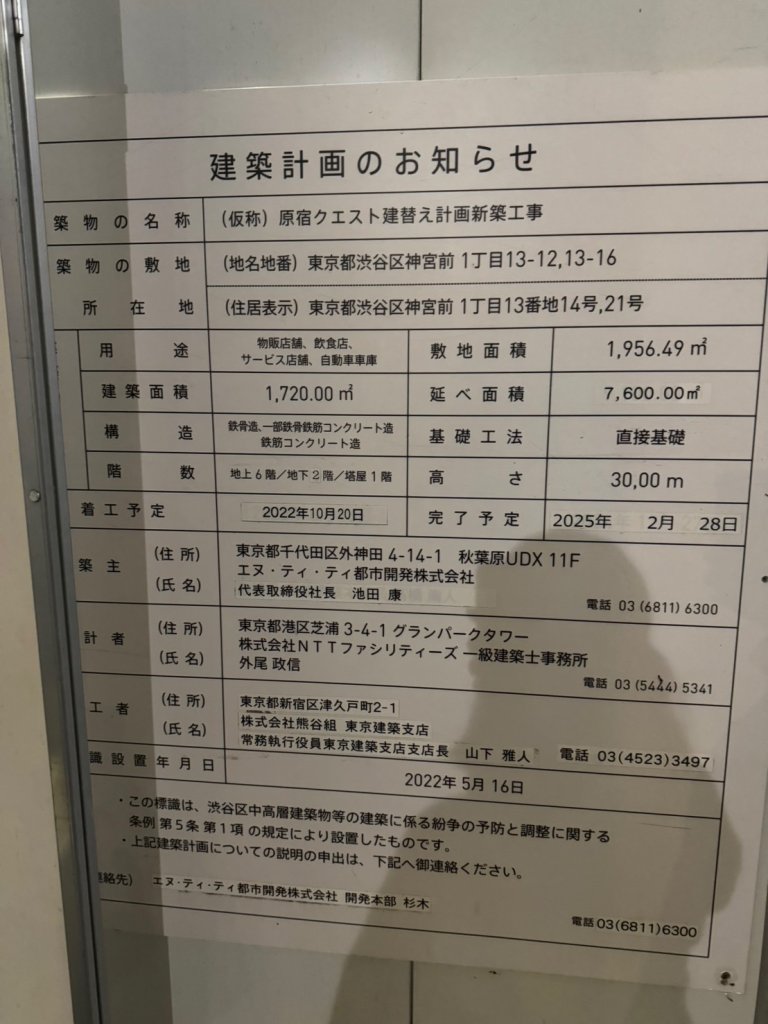 建築計画のお知らせ
築物の名称 (仮称) 原宿クエスト建替え計画新築工事
築物の敷地 (地名地番) 東京都渋谷区神宮前 1丁目13-12,13-16
所在地 (住居表示) 東京都渋谷区神宮前 1丁目13番地14号,21号
用途 物販店舗、飲食店、
サービス店舗、自動車車庫
敷地面積 1,956.49 ㎡
建築面積 1,720.00 ㎡ 延べ面積 7,600.00㎡
構造 鉄骨造、一部鉄骨鉄筋コンクリート造
鉄筋コンクリート造
基礎工法 直接基礎
階数 地上6階/地下2階/塔屋1階 高さ 30,00 m
着工予定 2022年10月20日 完了予定 2025年 2月 28日
築主 (住所) 東京都千代田区外神田 4-14-1 秋葉原UDX 11F
(氏名) エヌ・ティ・ティ都市開発株式会社
代表取締役社長 池田 康 電話 03 (6811) 6300
計者 (住所) 東京都港区芝浦 3-4-1 グランパークタワー
(氏名) 株式会社NTTファシリティーズ 一級建築士事務所
外尾 政信 電話 03 (5444) 5341
工者 (住所) 東京都新宿区津久戸町2-1
(氏名) 株式会社熊谷組 東京建築支店
常務執行役員東京建築支店支店長 山下 雅人 電話 03(4523)3497
識設置年月日 2022年 5月 16日
・この標識は、渋谷区中高層建築物等の建築に係る紛争の予防と調整に関する
条例 第5条 第1項 の規定により設置したものです。
・上記建築計画についての説明の申出は、下記へ御連絡ください。
絡先) エヌ・ティ・ティ都市開発株式会社 開発本部 杉木
電話 03(6811)6300